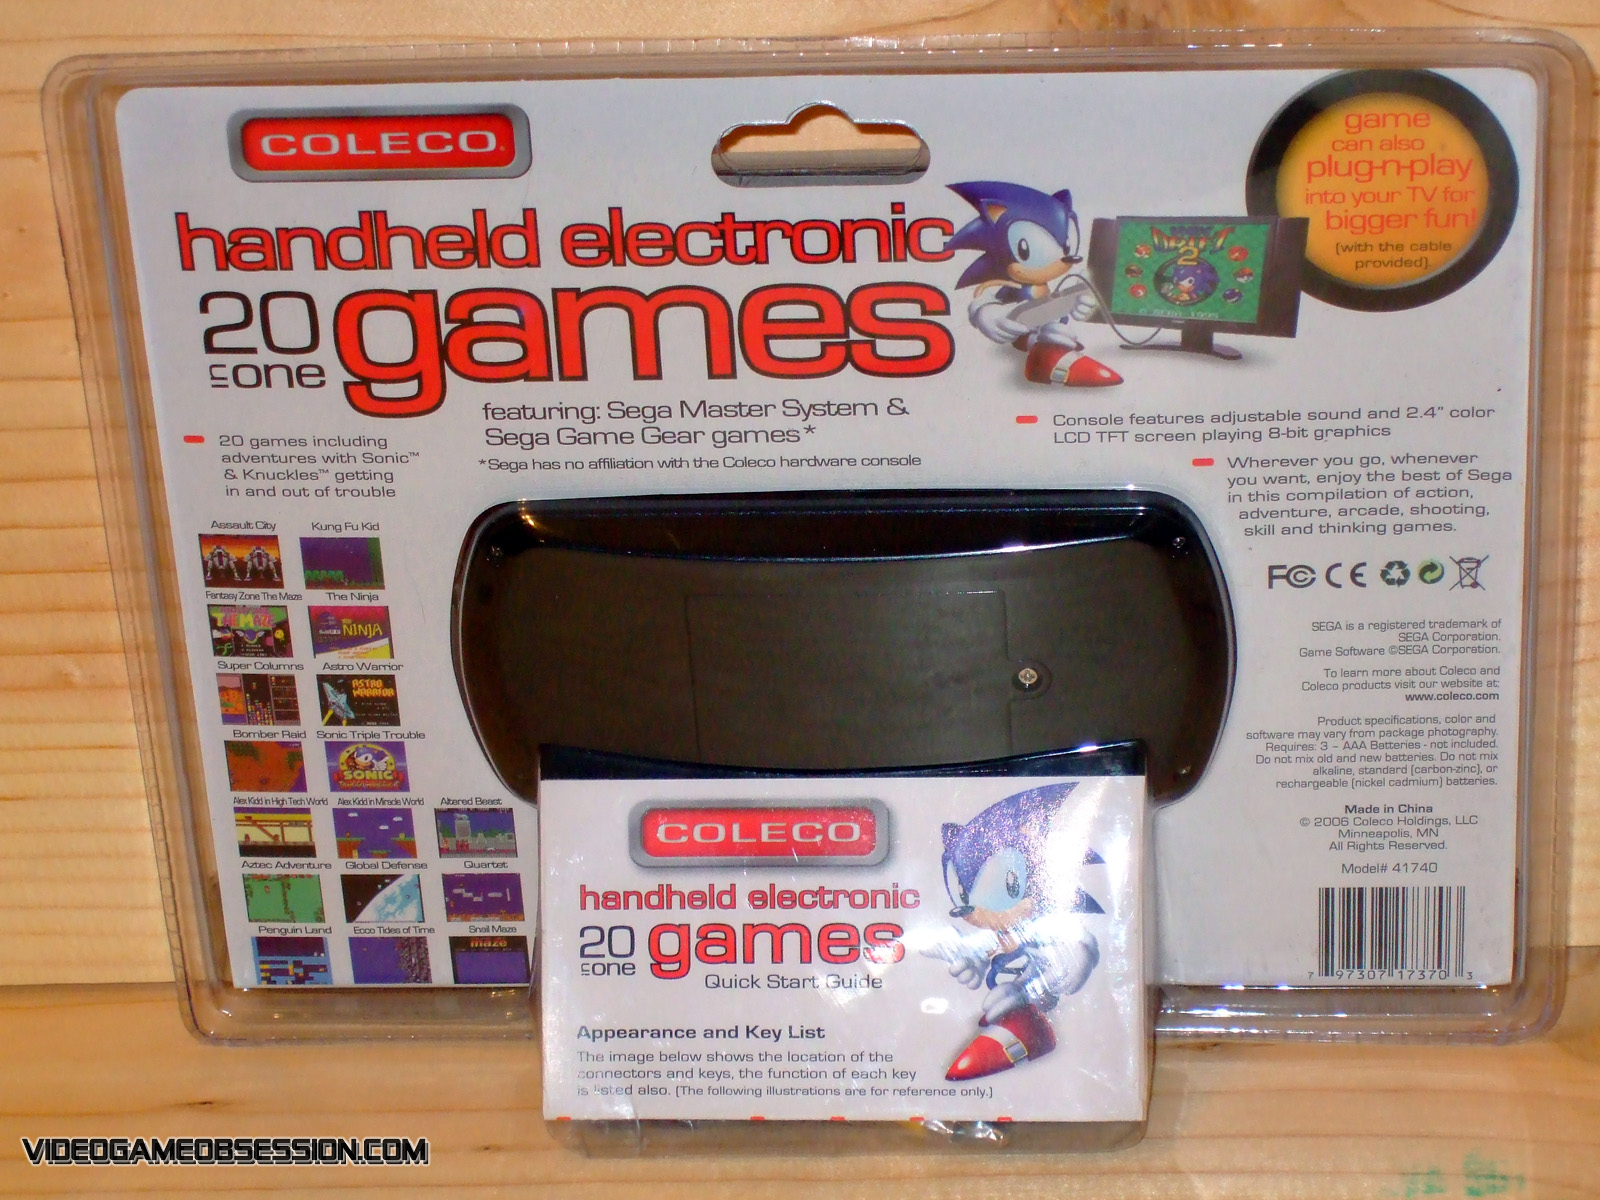 COLECO
handheld electronic
20 in one games
featuring: Sega Master System &
Sega Game Gear games*
*Sega has no affiliation with the Coleco hardware console
game
can also
plug-n-play
into your TV for
bigger fun!
(with the cable
provided).
DRIFT
2
20 games including
adventures with Sonic™
& Knuckles™ getting
in and out of trouble
Console features adjustable sound and 2.4" color
LCD TFT screen playing 8-bit graphics
Wherever you go, whenever
you want, enjoy the best of Sega
in this compilation of action,
adventure, arcade, shooting,
skill and thinking games.
Assault City
Kung Fu Kid
Fantasy Zone The Maze
The Ninja
THE MAZE
NINJA
Super Columns
Astro Warrior
ASTRO
WARRIOR
Bomber Raid
Sonic Triple Trouble
SONIC
Alex Kidd in High Tech World
Alex Kidd in Miracle World
Altered Beast
Aztec Adventure
Global Defense
Quartet
Penguin Land
Ecco Tides of Time
Snail Maze
maze
FC CE
SEGA is a registered trademark of
SEGA Corporation.
Game Software ©SEGA Corporation.
To learn more about Coleco and
Coleco products visit our website at:
www.coleco.com
Product specifications, color and
software may vary from package photography.
Requires: 3 - AAA Batteries - not included.
Do not mix old and new batteries. Do not mix
alkaline, standard (carbon-zinc), or
rechargeable (nickel cadmium) batteries.
Made in China
© 2006 Coleco Holdings, LLC
Minneapolis, MN
All Rights Reserved.
Model# 41740
7 97307 17370 3
COLECO
handheld electronic
20 in one games
Quick Start Guide
Appearance and Key List
The image below shows the location of the
connectors and keys, the function of each key
is listed also. (The following illustrations are for reference only.)
VIDEOGAMEOBSESSION.COM